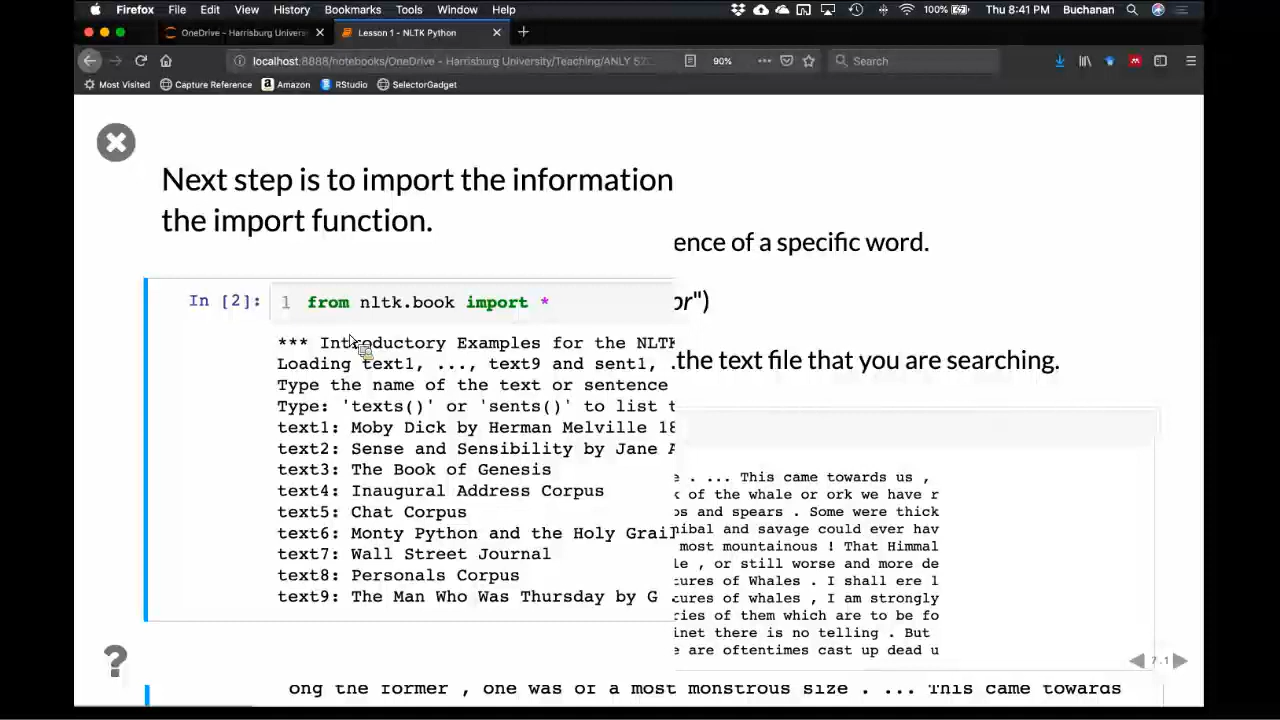 Firefox File Edit View History Bookmarks Tools Window Help 100% Thu 8:41 PM Buchanan
OneDrive - Harrisburg Univers
Lesson 1 - NLTK Python
localhost:8888/notebooks/OneDrive - Harrisburg University/Teaching/ANLY 52 90% Search
Most Visited Capture Reference Amazon RStudio SelectorGadget
Next step is to import the information
the import function.
ence of a specific word.
In [2]: 1 from nltk.book import *
or")
*** Introductory Examples for the NLTK
Loading text1, ..., text9 and sent1,
.the text file that you are searching.
Type the name of the text or sentence
Type: 'texts()' or 'sents()' to list t
text1: Moby Dick by Herman Melville 18
text2: Sense and Sensibility by Jane A
text3: The Book of Genesis
text4: Inaugural Address Corpus
text5: Chat Corpus
text6: Monty Python and the Holy Grail
text7: Wall Street Journal
text8: Personals Corpus
text9: The Man Who Was Thursday by G
e . ... This came towards us ,
k of the whale or ork we have r
bs and spears . Some were thick
nibal and savage could ever hav
most mountainous ! That Himmal
le , or still worse and more de
tures of Whales . I shall ere l
tures of whales , I am strongly
ries of them which are to be fo
inet there is no telling . But
e are oftentimes cast up dead u
7.1
?
ong the former , one was of a most monstrous size . ... This came towards